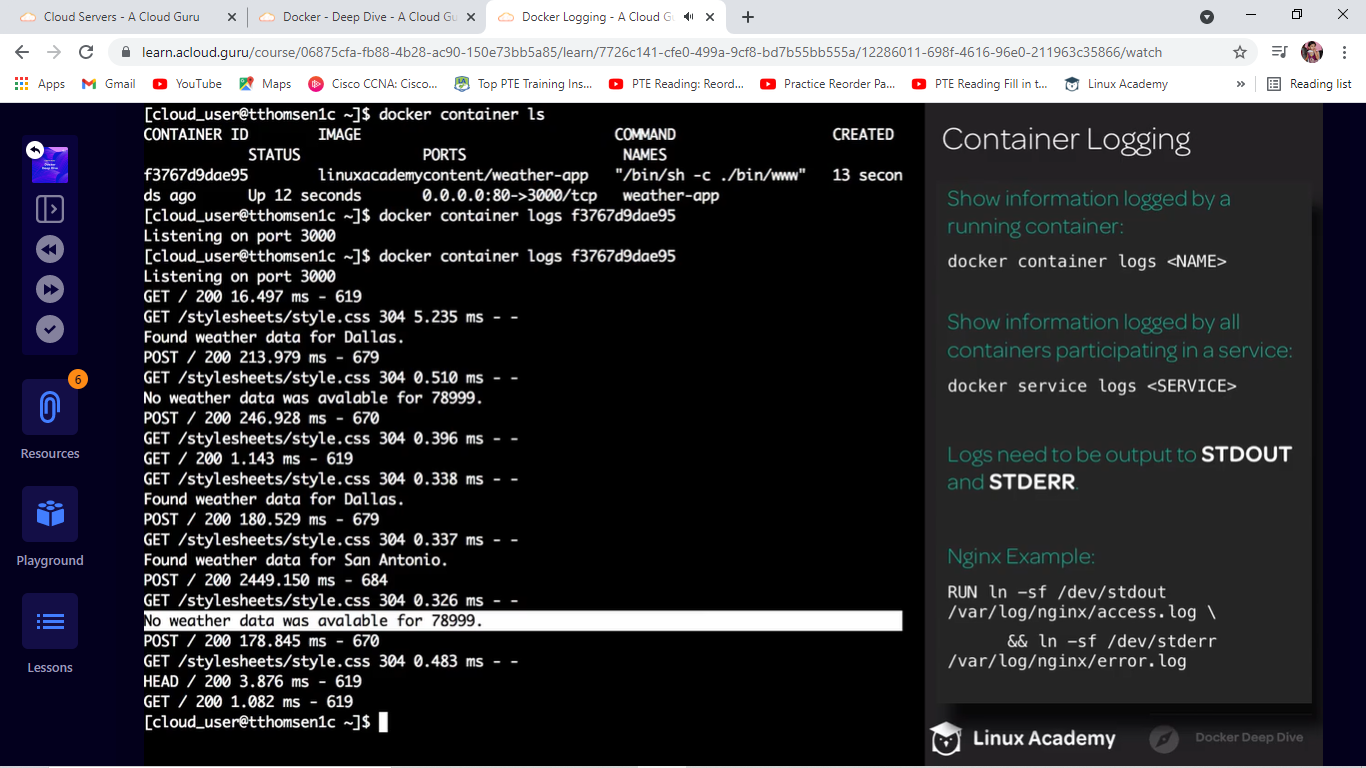 Cloud Servers - A Cloud Guru
Docker - Deep Dive - A Cloud Gu
Docker Logging - A Cloud G
learn.acloud.guru/course/06875cfa-fb88-4b28-ac90-150e73bb5a85/learn/7726c141-cfe0-499a-9cf8-bd7b55bb555a/12286011-698f-4616-96e0-211963c35866/watch
Apps
Gmail
YouTube
Maps
Cisco CCNA: Cisco...
Top PTE Training Ins...
PTE Reading: Reord...
Practice Reorder Pa...
PTE Reading Fill in t...
Linux Academy
»
Reading list
Docker
Deep Dive
6
Resources
Playground
Lessons
[cloud_user@tthomsen1c ~]$ docker container ls
CONTAINER ID        IMAGE                             COMMAND                  CREATED
            STATUS              PORTS                  NAMES
f3767d9dae95        linuxacademycontent/weather-app   "/bin/sh -c ./bin/www"   13 secon
ds ago      Up 12 seconds       0.0.0.0:80->3000/tcp   weather-app
[cloud_user@tthomsen1c ~]$ docker container logs f3767d9dae95
Listening on port 3000
[cloud_user@tthomsen1c ~]$ docker container logs f3767d9dae95
Listening on port 3000
GET / 200 16.497 ms - 619
GET /stylesheets/style.css 304 5.235 ms - -
Found weather data for Dallas.
POST / 200 213.979 ms - 679
GET /stylesheets/style.css 304 0.510 ms - -
No weather data was avalable for 78999.
POST / 200 246.928 ms - 670
GET /stylesheets/style.css 304 0.396 ms - -
GET / 200 1.143 ms - 619
GET /stylesheets/style.css 304 0.338 ms - -
Found weather data for Dallas.
POST / 200 180.529 ms - 679
GET /stylesheets/style.css 304 0.337 ms - -
Found weather data for San Antonio.
POST / 200 2449.150 ms - 684
GET /stylesheets/style.css 304 0.326 ms - -
No weather data was avalable for 78999.
POST / 200 178.845 ms - 670
GET /stylesheets/style.css 304 0.483 ms - -
HEAD / 200 3.876 ms - 619
GET / 200 1.082 ms - 619
[cloud_user@tthomsen1c ~]$
Container Logging
Show information logged by a
running container:
docker container logs <NAME>
Show information logged by all
containers participating in a service:
docker service logs <SERVICE>
Logs need to be output to STDOUT
and STDERR.
Nginx Example:
RUN ln -sf /dev/stdout
/var/log/nginx/access.log \
&& ln -sf /dev/stderr
/var/log/nginx/error.log
Linux Academy
Docker Deep Dive